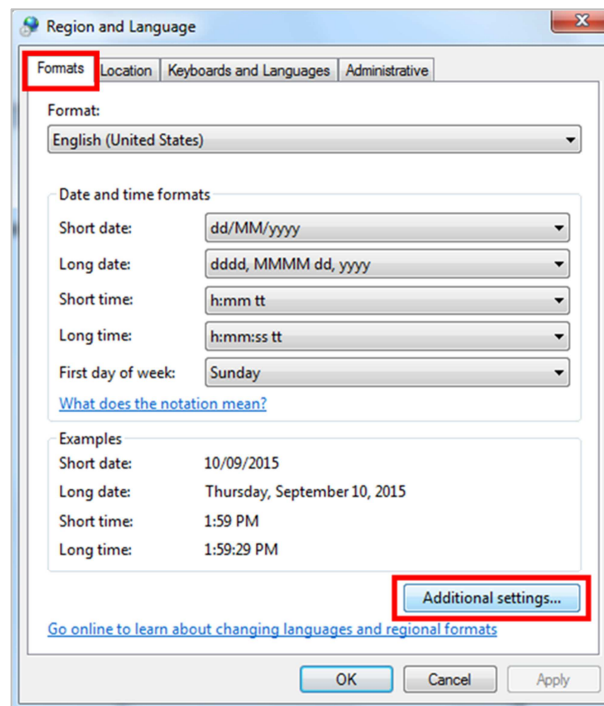 Region and Language
Formats Location Keyboards and Languages Administrative
Format:
English (United States)
Date and time formats
Short date: dd/MM/yyyy
Long date: dddd, MMMM dd, yyyy
Short time: h:mm tt
Long time: h:mm:ss tt
First day of week: Sunday
What does the notation mean?
Examples
Short date: 10/09/2015
Long date: Thursday, September 10, 2015
Short time: 1:59 PM
Long time: 1:59:29 PM
Additional settings...
Go online to learn about changing languages and regional formats
OK Cancel Apply